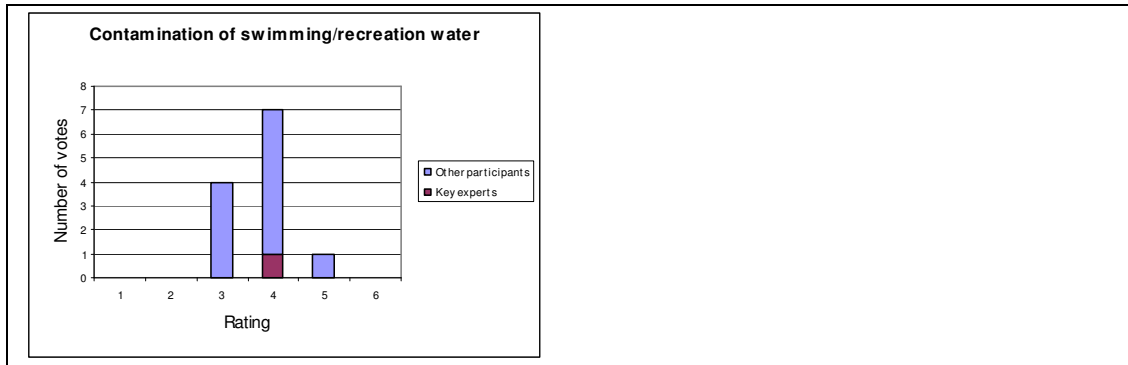 Contamination of swimming/recreation water
Number of votes
8
7
6
5
4
3
2
1
0
1 2 3 4 5 6
Rating
Other participants
Key experts